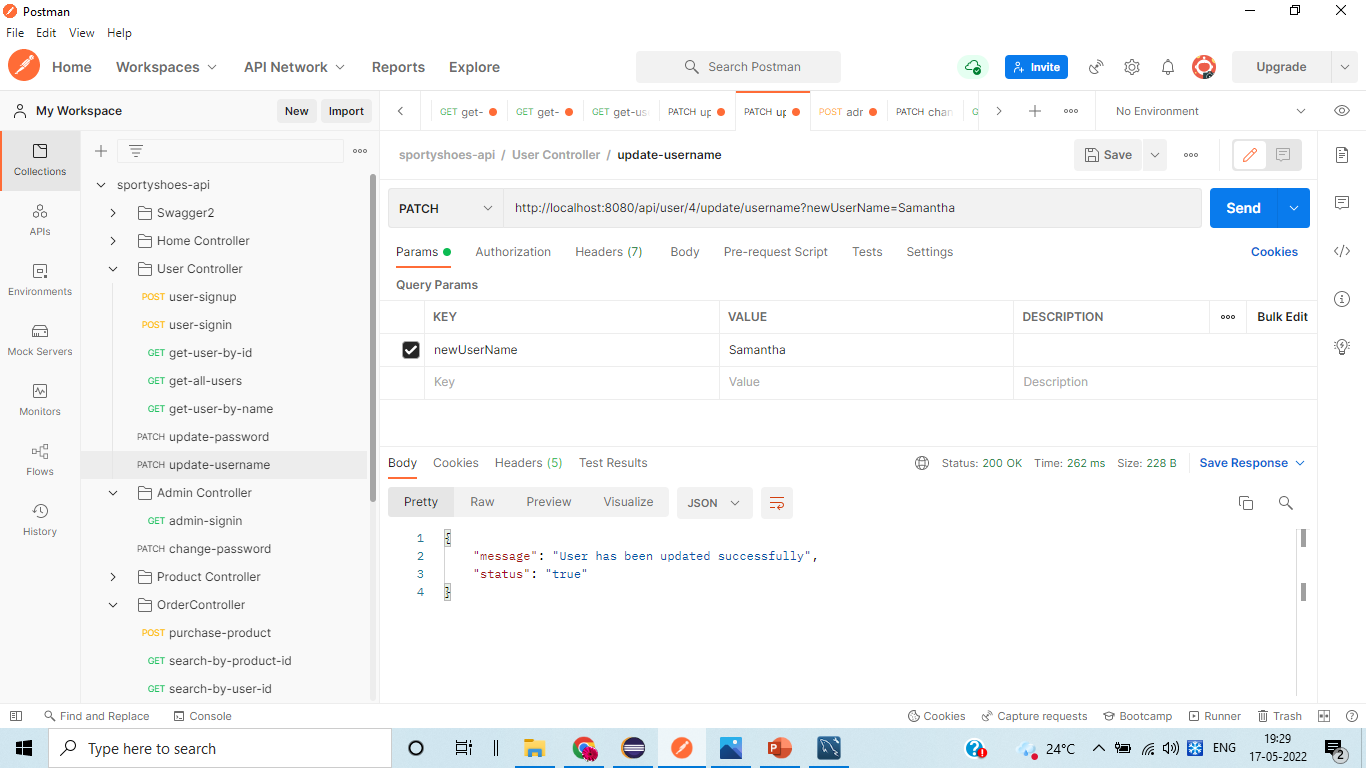 Postman
File Edit View Help
Home Workspaces API Network Reports Explore Search Postman Invite Upgrade
My Workspace New Import GET get- GET get- GET get-us PATCH up PATCH up POST adr PATCH chan No Environment
sportyshoes-api / User Controller / update-username Save
Collections
APIs
Environments
Mock Servers
Monitors
Flows
History
sportyshoes-api
Swagger2
Home Controller
User Controller
POST user-signup
POST user-signin
GET get-user-by-id
GET get-all-users
GET get-user-by-name
PATCH update-password
PATCH update-username
Admin Controller
GET admin-signin
PATCH change-password
Product Controller
OrderController
POST purchase-product
GET search-by-product-id
GET search-by-user-id
PATCH http://localhost:8080/api/user/4/update/username?newUserName=Samantha Send
Params Authorization Headers (7) Body Pre-request Script Tests Settings Cookies
Query Params
KEY VALUE DESCRIPTION Bulk Edit
newUserName Samantha
Key Value Description
Body Cookies Headers (5) Test Results Status: 200 OK Time: 262 ms Size: 228 B Save Response
Pretty Raw Preview Visualize JSON
1 {
2 "message": "User has been updated successfully",
3 "status": "true"
4 }
Find and Replace Console Cookies Capture requests Bootcamp Runner Trash
Type here to search 24°C ENG 19:29
17-05-2022 2